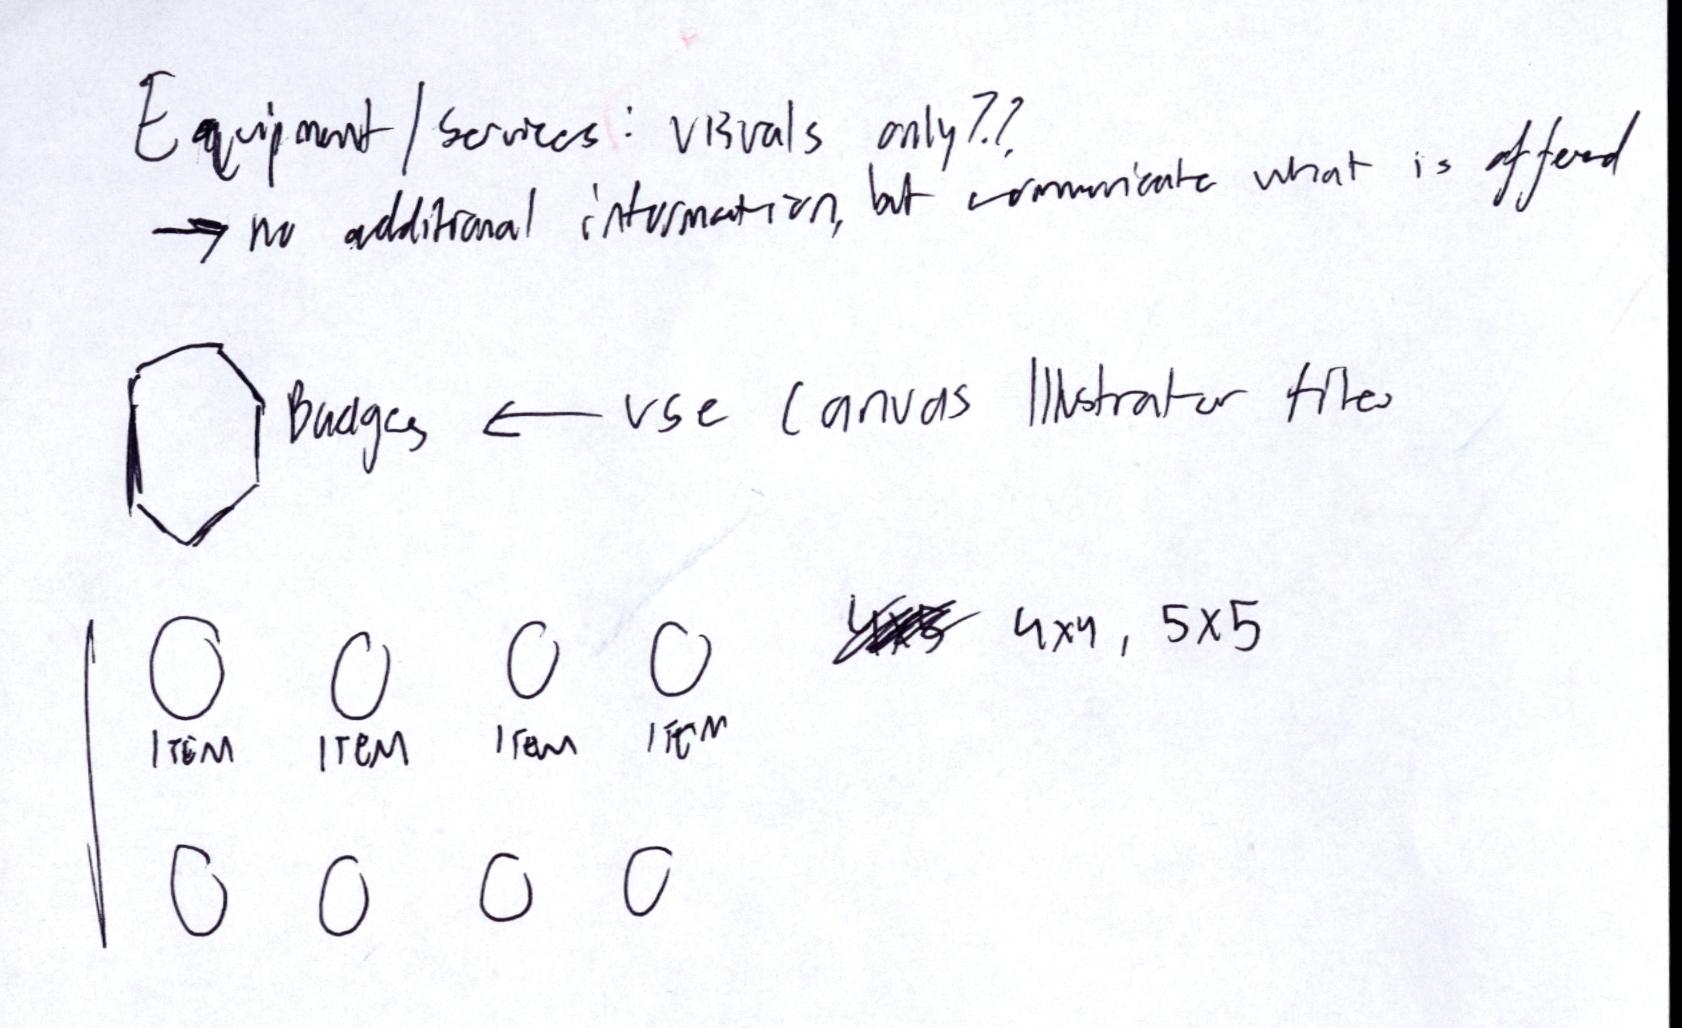 Equipment/Services: visuals only??
→ no additional information, but communicate what is offered
Badges ← use Canvas Illustrator files
4x4, 5x5
ITEM ITEM ITEM ITEM